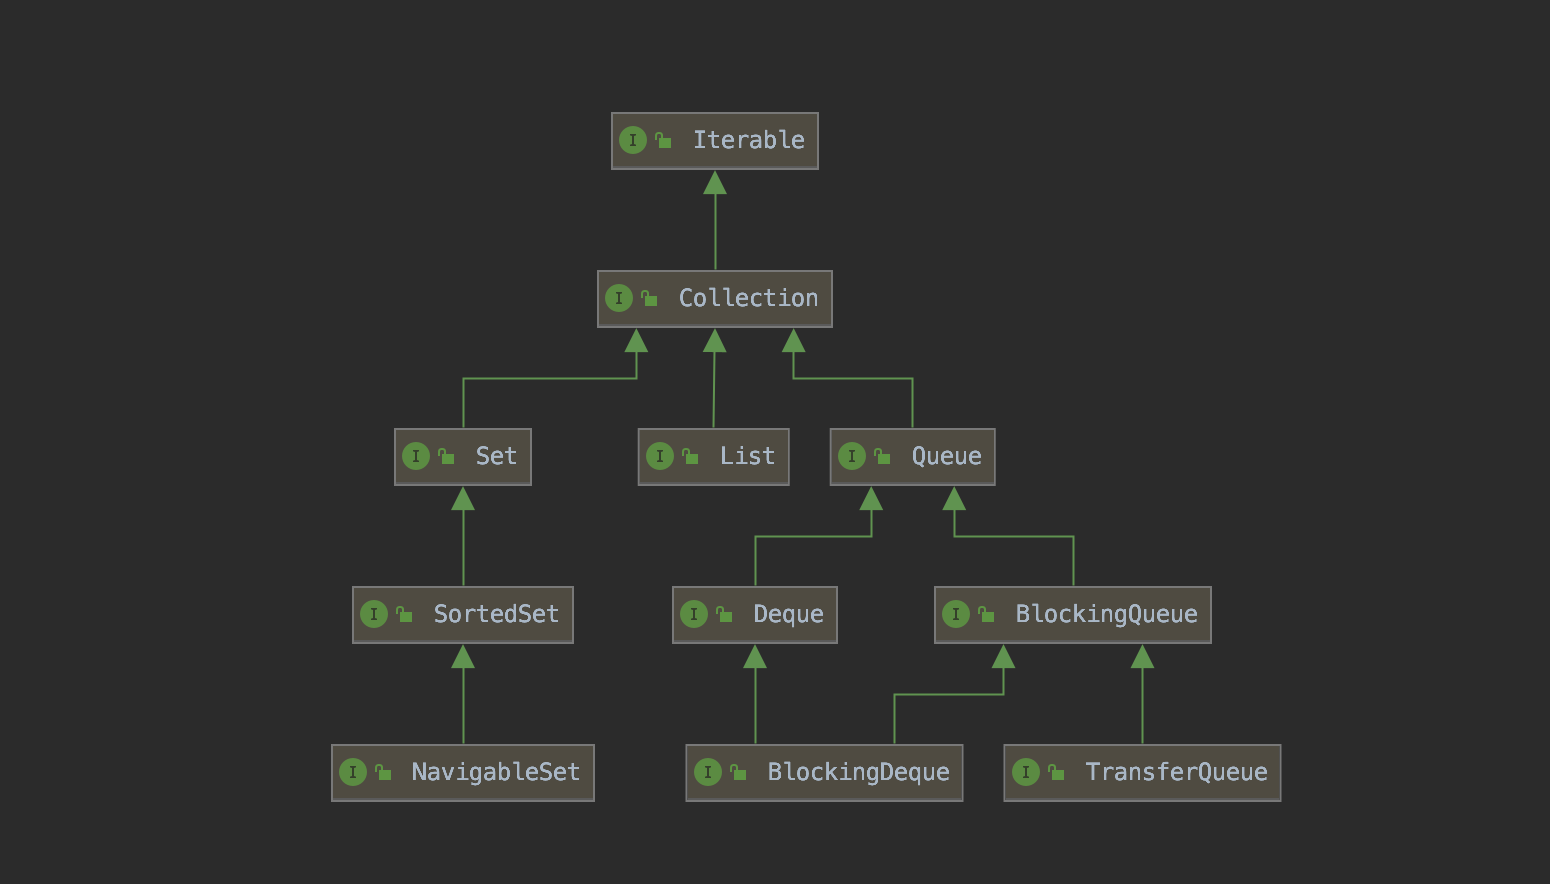 I Iterable
I Collection
I Set
I List
I Queue
I SortedSet
I Deque
I BlockingQueue
I NavigableSet
I BlockingDeque
I TransferQueue